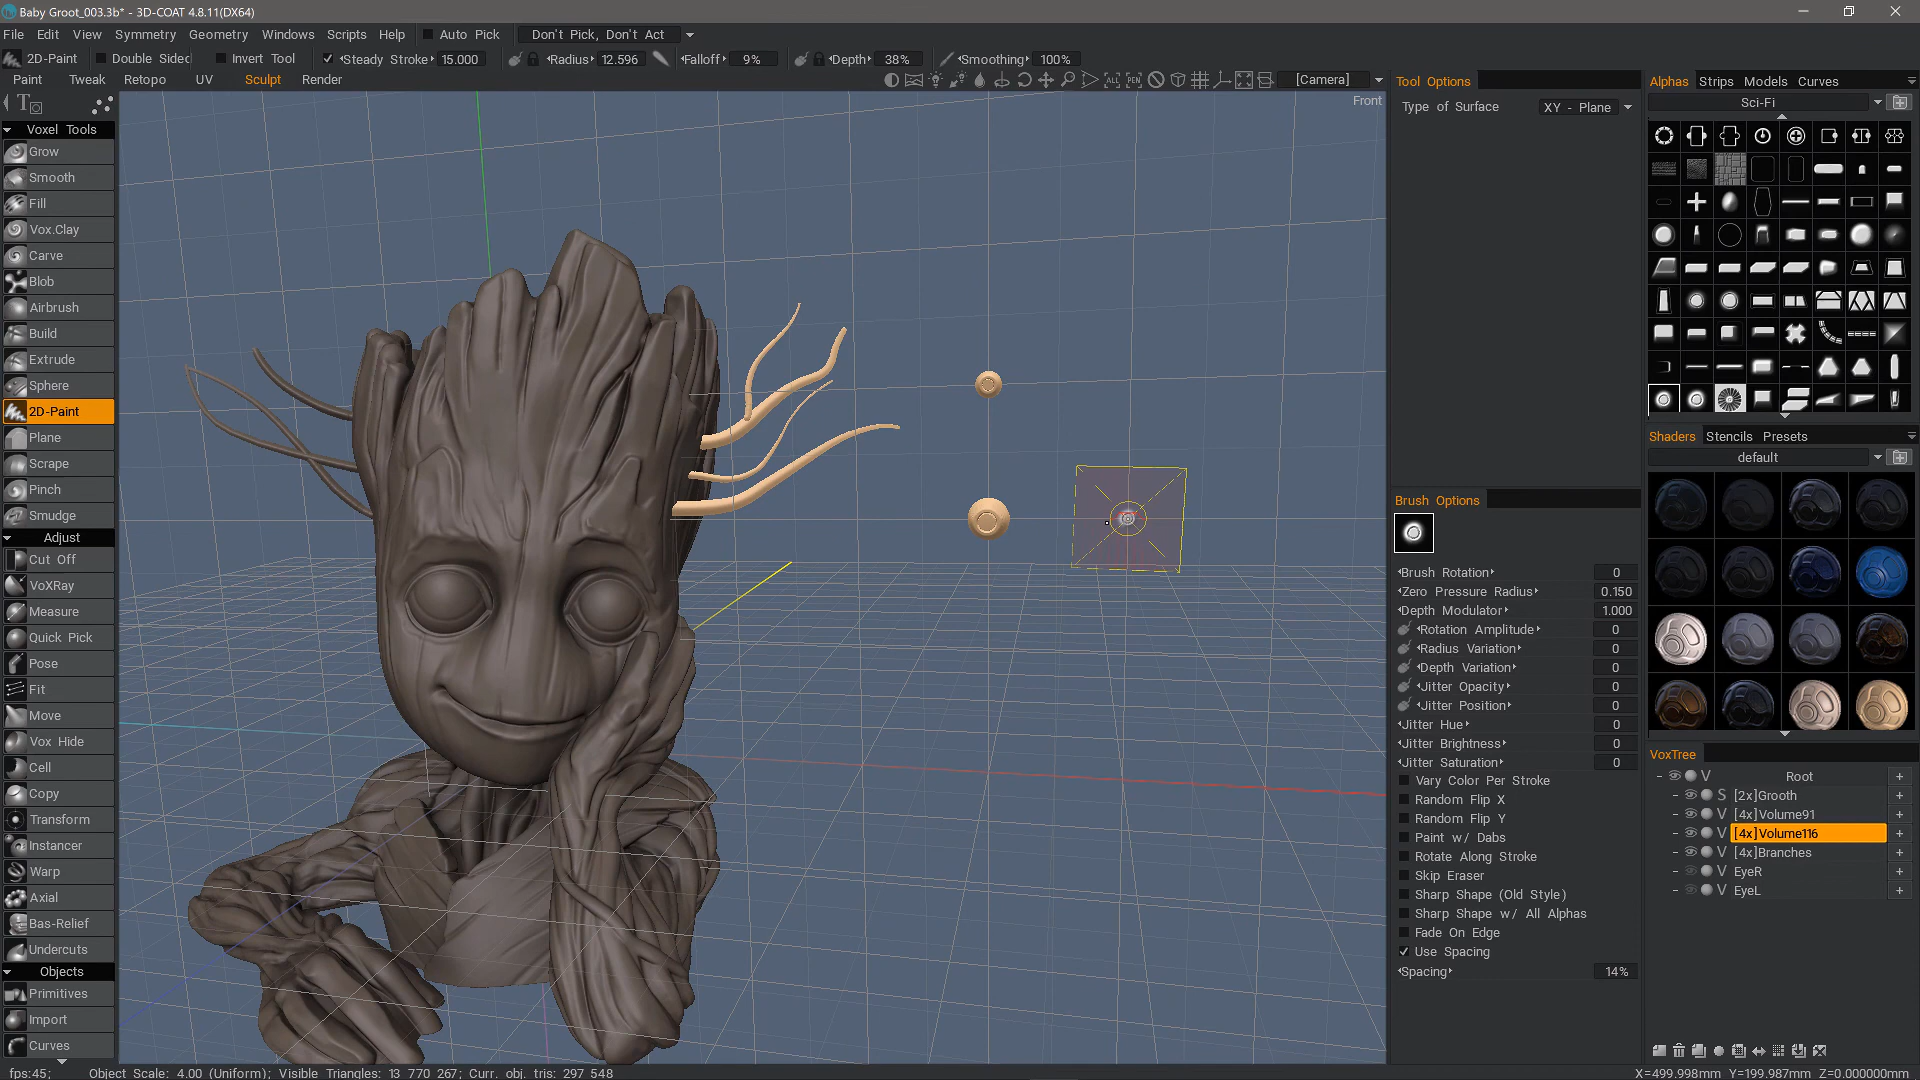 Baby Groot_003.3b* - 3D-COAT 4.8.11(DX64)
File Edit View Symmetry Geometry Windows Scripts Help Auto Pick Don't Pick, Don't Act
2D-Paint Double Sided Invert Tool Steady Stroke 15.000 Radius 12.596 Falloff 9% Depth 38% Smoothing 100%
Paint Tweak Retopo UV Sculpt Render [Camera]
Front
Voxel Tools
Grow
Smooth
Fill
Vox.Clay
Carve
Blob
Airbrush
Build
Extrude
Sphere
2D-Paint
Plane
Scrape
Pinch
Smudge
Adjust
Cut Off
VoXRay
Measure
Quick Pick
Pose
Fit
Move
Vox Hide
Cell
Copy
Transform
Instancer
Warp
Axial
Bas-Relief
Undercuts
Objects
Primitives
Import
Curves
Tool Options
Type of Surface XY - Plane
Brush Options
Brush Rotation 0
Zero Pressure Radius 0.150
Depth Modulator 1.000
Rotation Amplitude 0
Radius Variation 0
Depth Variation 0
Jitter Opacity 0
Jitter Position 0
Jitter Hue 0
Jitter Brightness 0
Jitter Saturation 0
Vary Color Per Stroke
Random Flip X
Random Flip Y
Paint w/ Dabs
Rotate Along Stroke
Skip Eraser
Sharp Shape (Old Style)
Sharp Shape w/ All Alphas
Fade On Edge
Use Spacing
Spacing 14%
Alphas Strips Models Curves
Sci-Fi
Shaders Stencils Presets
default
VoxTree
V Root +
S [2x]Grooth +
V [4x]Volume91 +
V [4x]Volume116 +
V [4x]Branches +
V EyeR +
V EyeL +
fps:45; Object Scale: 4.00 (Uniform); Visible Triangles: 13 770 267; Curr. obj. tris: 297 548
X=499.998mm Y=199.987mm Z=0.000000mm